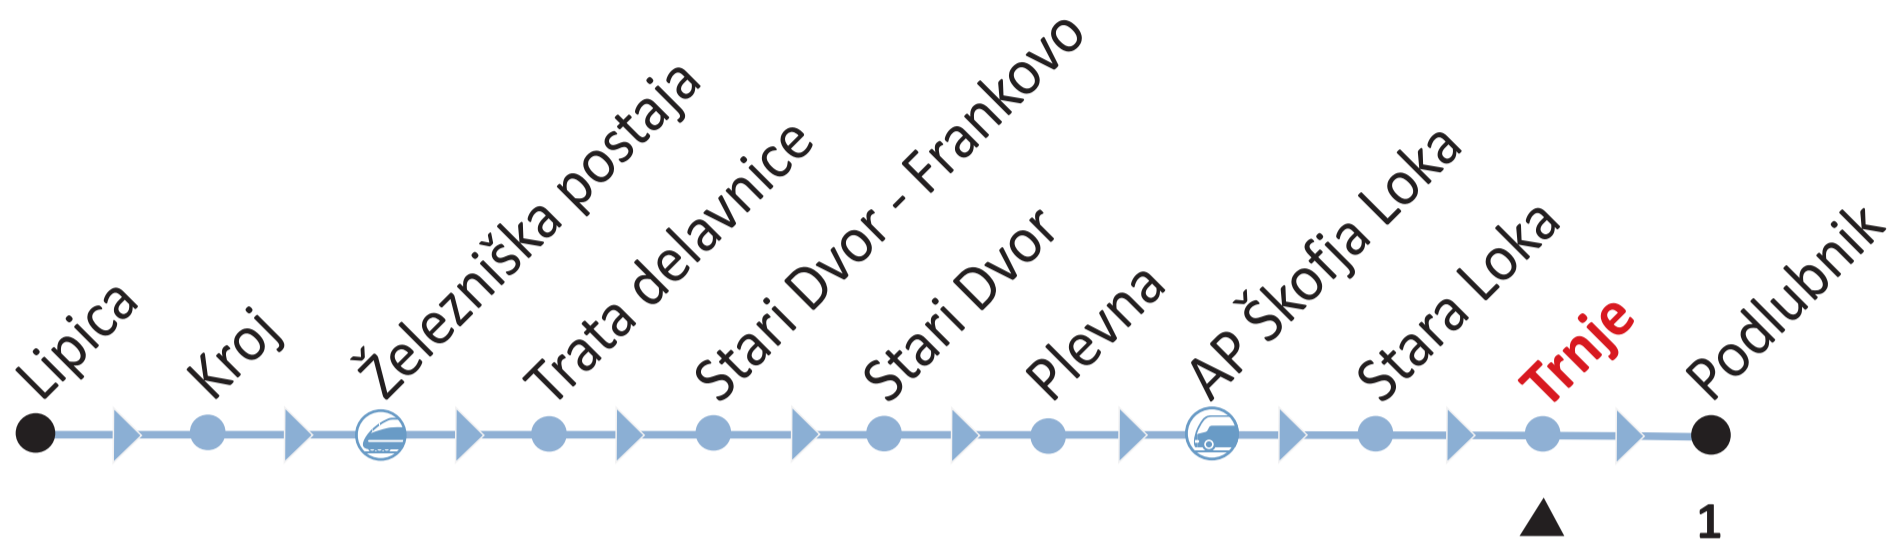 Lipica
Kroj
Železniška postaja
Trata delavnice
Stari Dvor - Frankovo
Stari Dvor
Plevna
AP Škofja Loka
Stara Loka
Trnje
Podlubnik
1